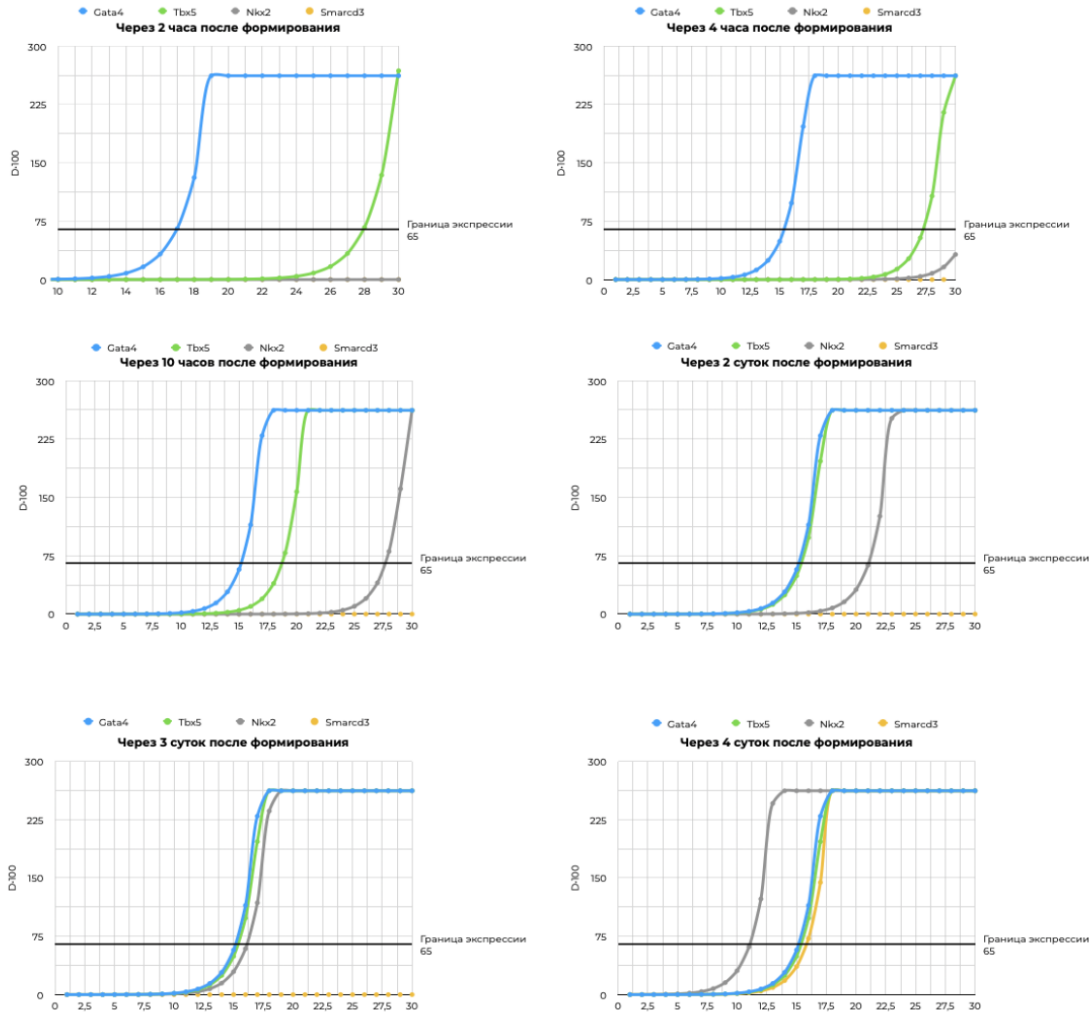 Gata4 Tbx5 Nkx2 Smarcd3
Через 2 часа после формирования
300
225
150
75
0
D-100
Граница экспрессии
65
10 12 14 16 18 20 22 23 24 26 28 30
Gata4 Tbx5 Nkx2 Smarcd3
Через 4 часа после формирования
300
225
150
75
0
D-100
Граница экспрессии
65
0 2,5 5 7,5 10 12,5 15 17,5 20 22,5 25 27,5 30
Gata4 Tbx5 Nkx2 Smarcd3
Через 10 часов после формирования
300
225
150
75
0
D-100
Граница экспрессии
65
0 2,5 5 7,5 10 12,5 15 17,5 20 22,5 25 27,5 30
Gata4 Tbx5 Nkx2 Smarcd3
Через 2 суток после формирования
300
225
150
75
0
D-100
Граница экспрессии
65
0 2,5 5 7,5 10 12,5 15 17,5 20 22,5 25 27,5 30
Gata4 Tbx5 Nkx2 Smarcd3
Через 3 суток после формирования
300
225
150
75
0
D-100
Граница экспрессии
65
0 2,5 5 7,5 10 12,5 15 17,5 20 22,5 25 27,5 30
Gata4 Tbx5 Nkx2 Smarcd3
Через 4 суток после формирования
300
225
150
75
0
D-100
Граница экспрессии
65
0 2,5 5 7,5 10 12,5 15 17,5 20 22,5 25 27,5 30